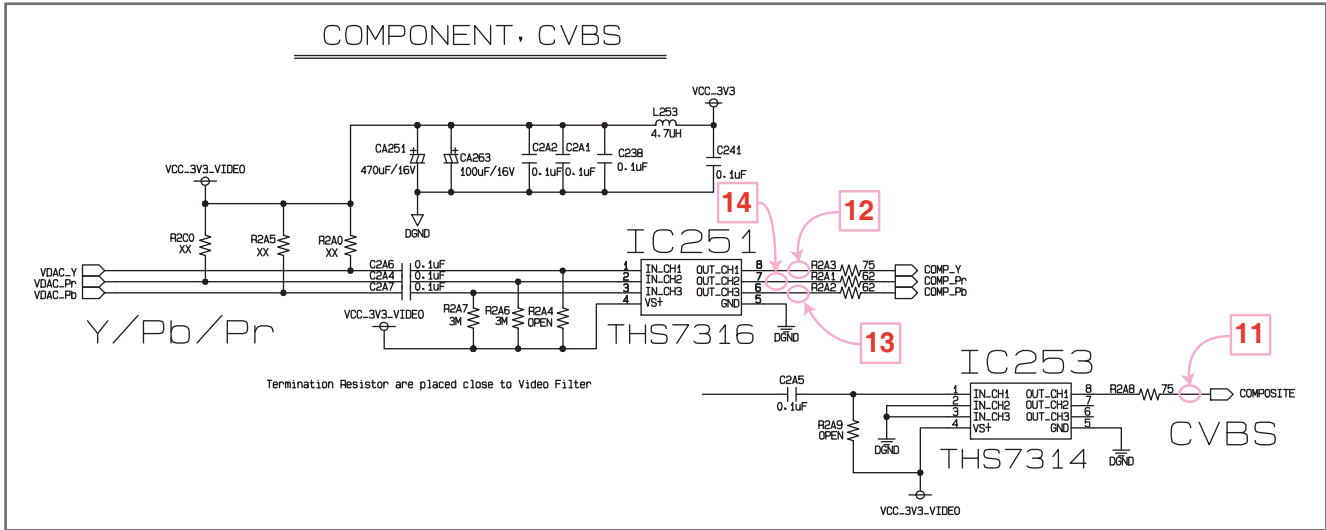 COMPONENT, CVBS
VCC_3V3
L253
4.7UH
CA251
470uF/16V
CA263
100uF/16V
C2A2
0.1uF
C2A1
0.1uF
C238
0.1uF
C241
0.1uF
DGND
VCC_3V3_VIDEO
R2C0
XX
R2A5
XX
R2A0
XX
14
12
IC251
VDAC_Y
VDAC_Pr
VDAC_Pb
C2A6
0.1uF
C2A4
0.1uF
C2A7
0.1uF
1 IN_CH1 OUT_CH1 8
2 IN_CH2 OUT_CH2 7
3 IN_CH3 OUT_CH3 6
4 VS+ GND 5
R2A3 75 COMP_Y
R2A1 62 COMP_Pr
R2A2 62 COMP_Pb
R2A7
3M
R2A6
3M
R2A4
OPEN
VCC_3V3_VIDEO
Y/Pb/Pr
THS7316
DGND
13
11
Termination Resistor are placed close to Video Filter
IC253
C2A5
0.1uF
1 IN_CH1 OUT_CH1 8
2 IN_CH2 OUT_CH2 7
3 IN_CH3 OUT_CH3 6
4 VS+ GND 5
R2A8 75 COMPOSITE
R2A9
OPEN
DGND
THS7314
DGND
CVBS
VCC_3V3_VIDEO